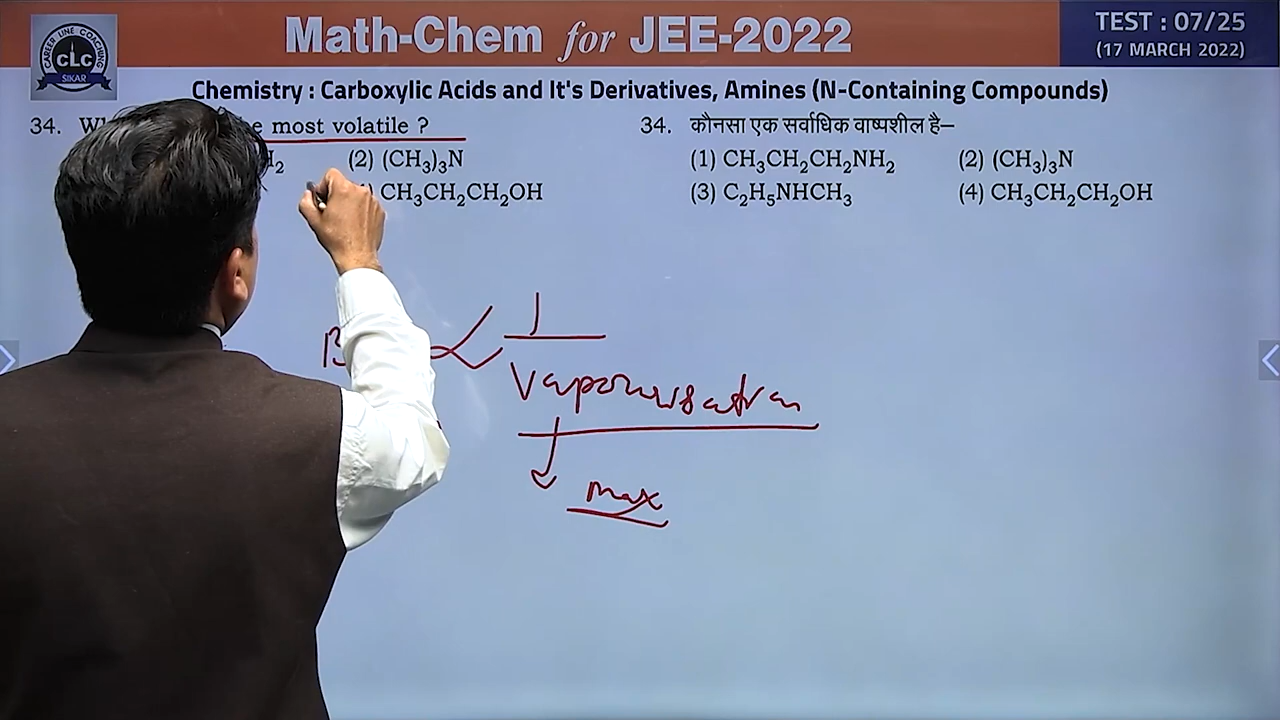 Math-Chem for JEE-2022
TEST : 07/25
(17 MARCH 2022)
CAREER LINE COACHING
CLC
SIKAR
Chemistry : Carboxylic Acids and It's Derivatives, Amines (N-Containing Compounds)
34. most volatile ?
(2) (CH₃)₃N
CH₃CH₂CH₂OH
34. कौनसा एक सर्वाधिक वाष्पशील है–
(1) CH₃CH₂CH₂NH₂ (2) (CH₃)₃N
(3) C₂H₅NHCH₃ (4) CH₃CH₂CH₂OH
B ∝ 1
Vapourisation
max